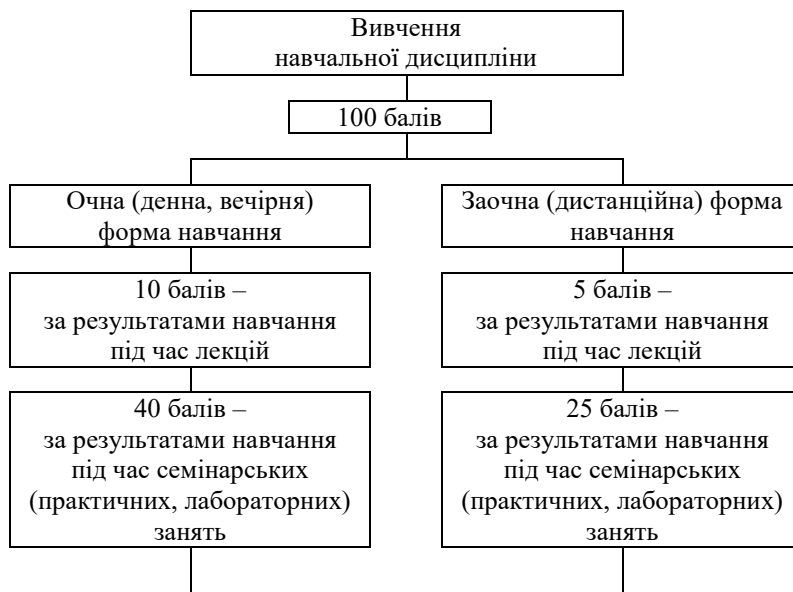 Вивчення
навчальної дисципліни
100 балів
Очна (денна, вечірня)
форма навчання
Заочна (дистанційна) форма
навчання
10 балів –
за результатами навчання
під час лекцій
5 балів –
за результатами навчання
під час лекцій
40 балів –
за результатами навчання
під час семінарських
(практичних, лабораторних)
занять
25 балів –
за результатами навчання
під час семінарських
(практичних, лабораторних)
занять